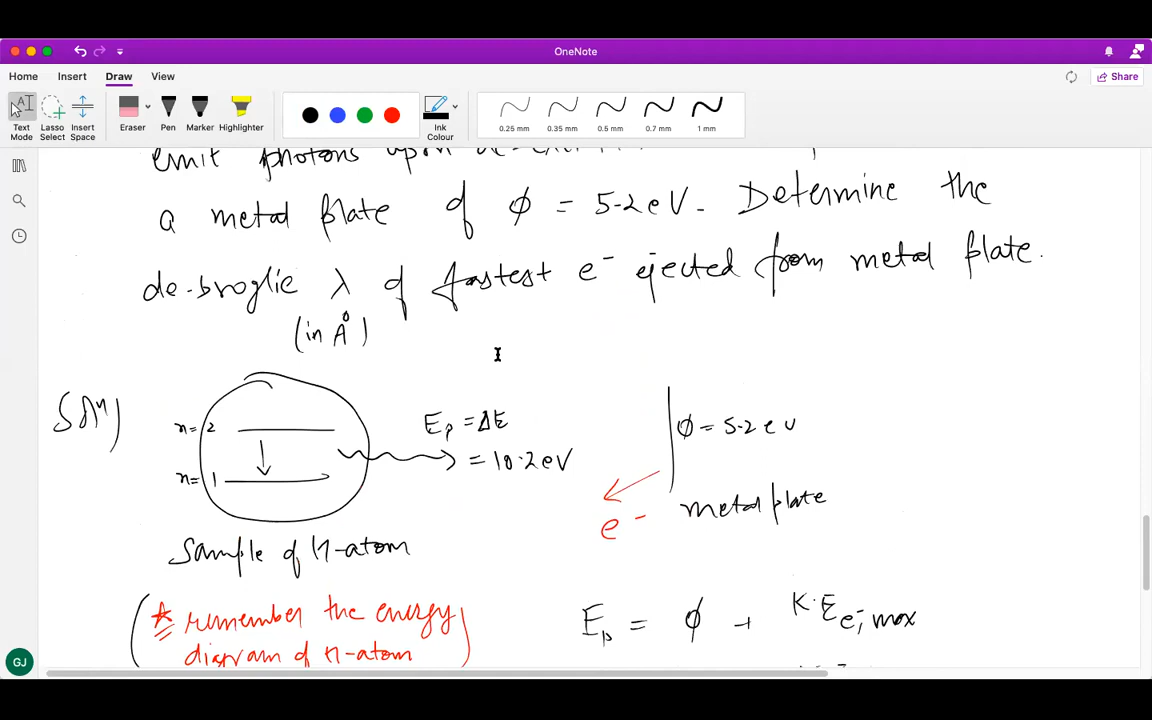 OneNote
Home Insert Draw View
Share
Text Mode
Lasso Select
Insert Space
Eraser
Pen
Marker
Highlighter
Ink Colour
0.25 mm
0.35 mm
0.5 mm
0.7 mm
1 mm
emit photons upon
a metal plate of ϕ = 5.2 eV. Determine the
de-broglie λ of fastest e⁻ ejected from metal plate.
(in Å)
Solⁿ)
n= 2
n= 1
Eₚ = ΔE
= 10.2eV
ϕ = 5.2 eV
e⁻
metal plate
Sample of H-atom
(* remember the energy
diagram of H-atom)
Eₚ = ϕ + K.E e⁻, max
GJ